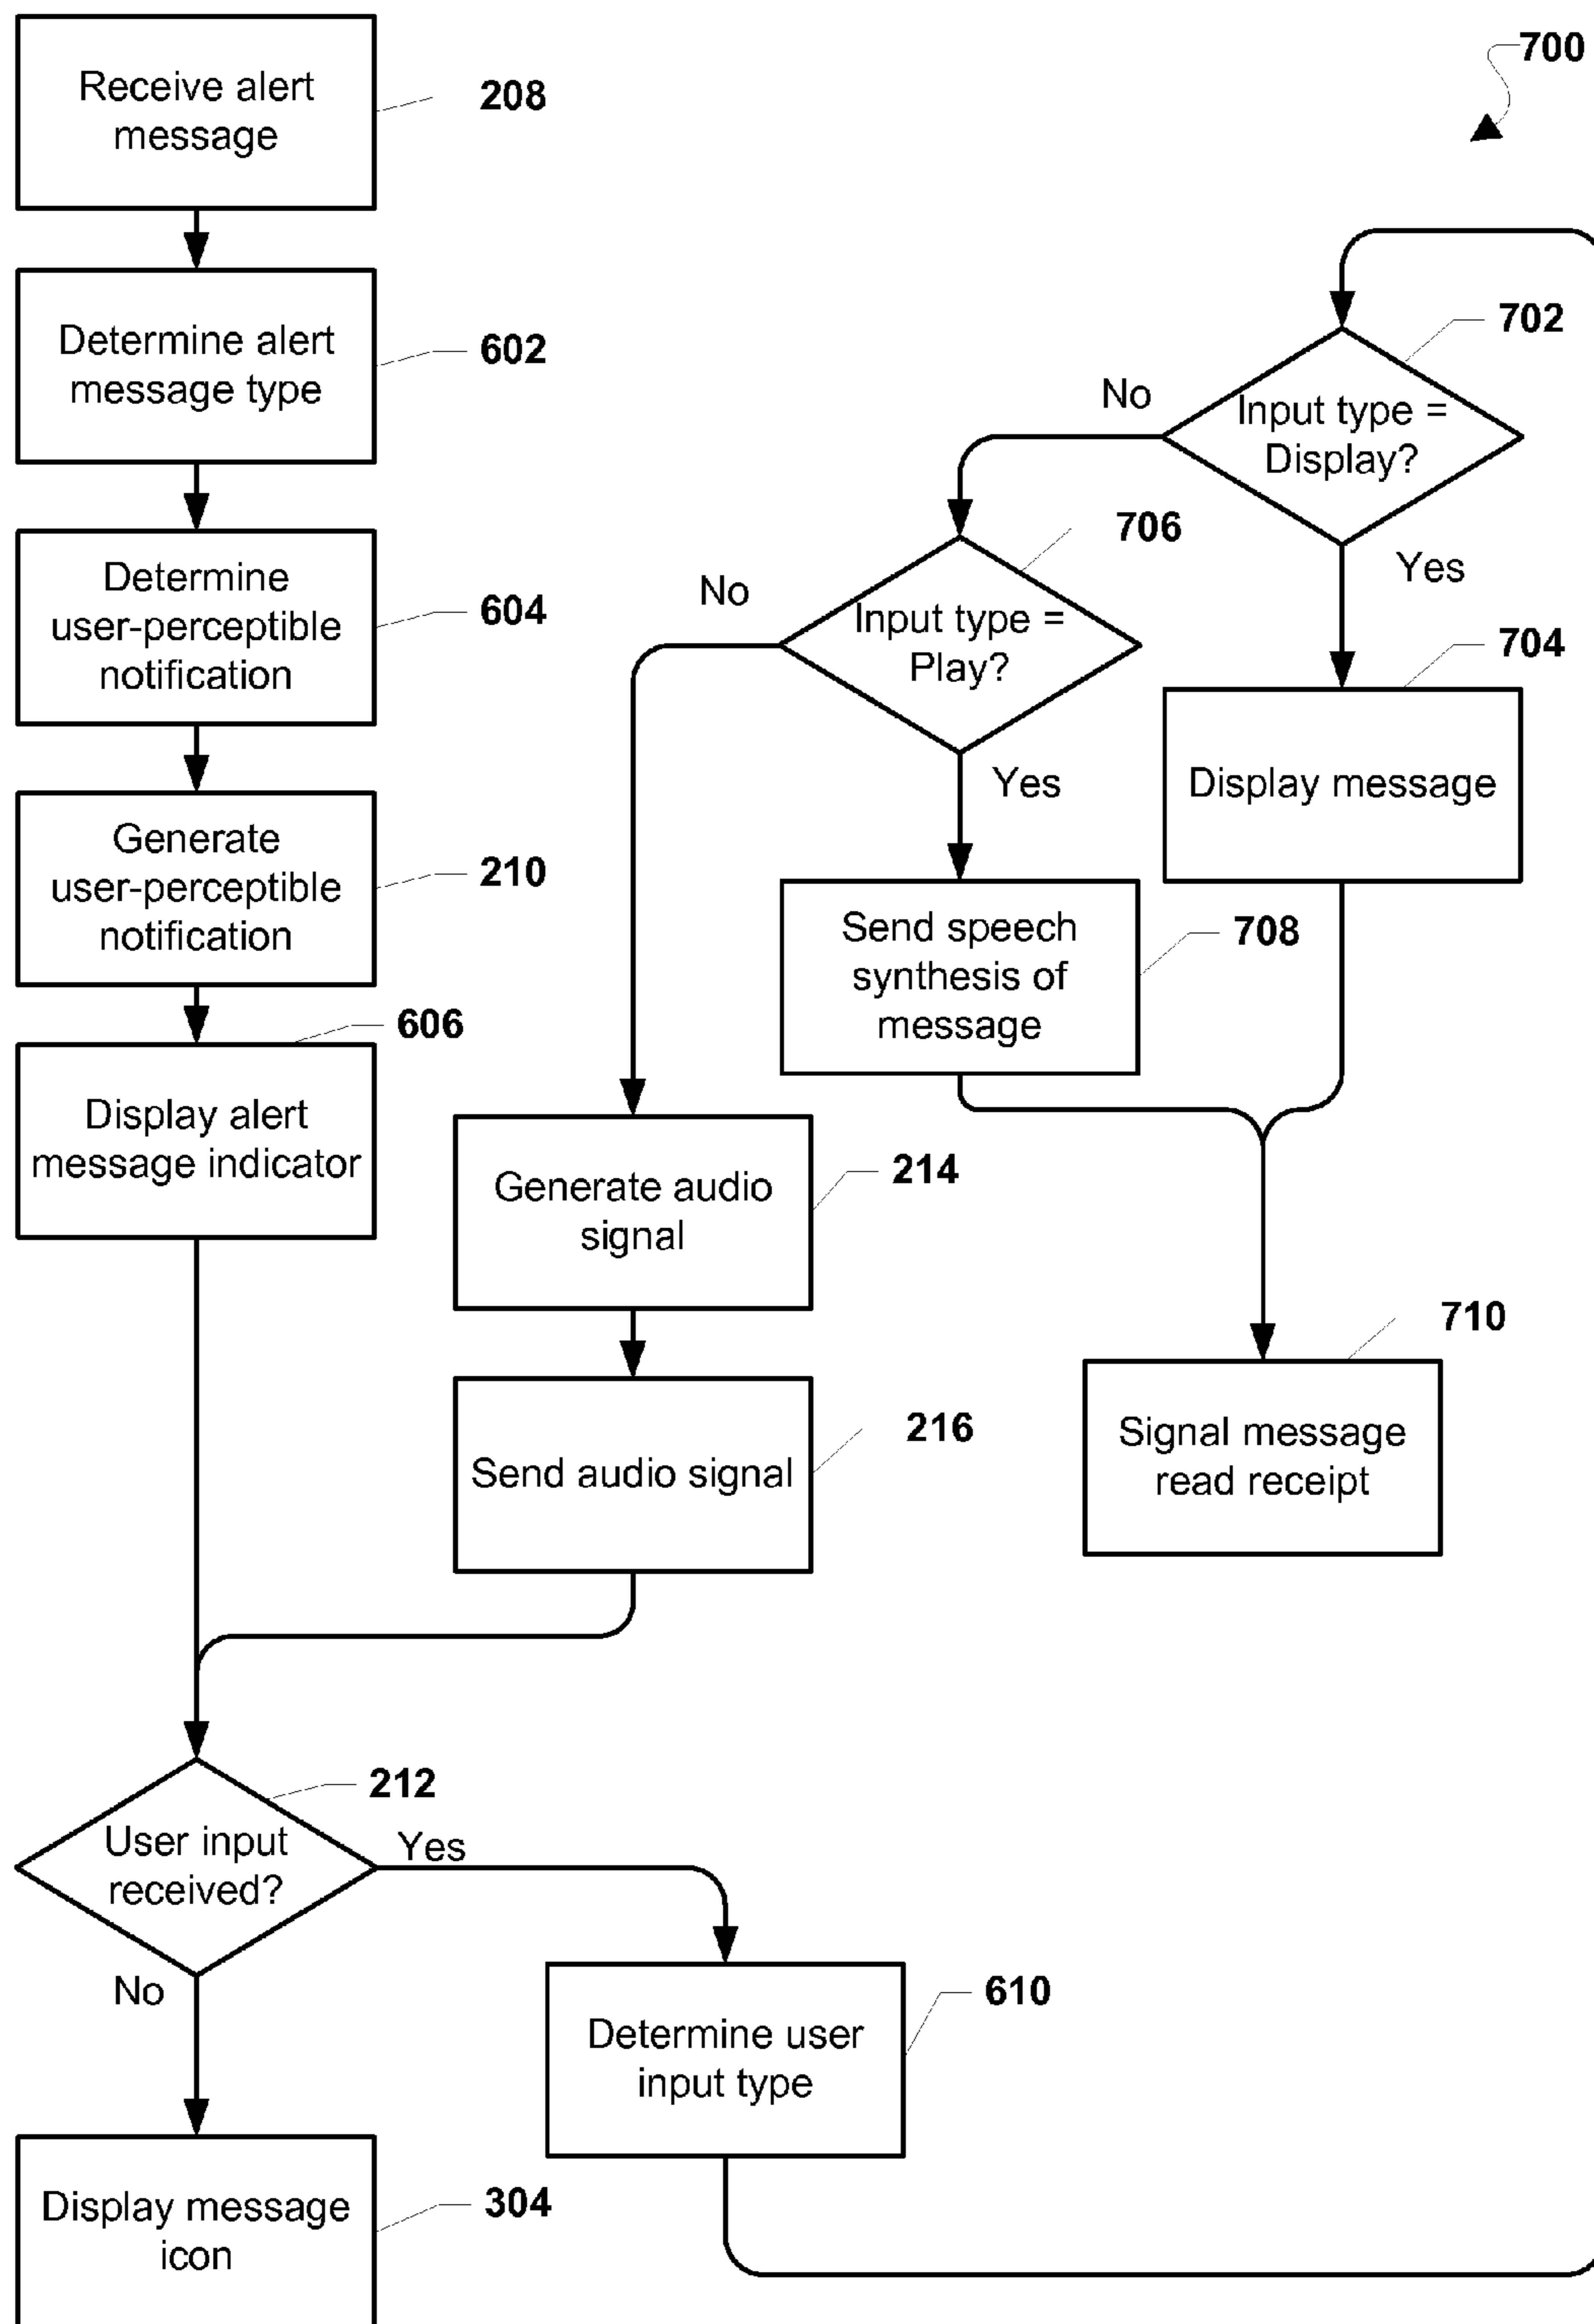 700
Receive alert
message
208
Determine alert
message type
602
Determine
user-perceptible
notification
604
Generate
user-perceptible
notification
210
606
Display alert
message indicator
702
Input type =
Display?
No
Yes
706
Input type =
Play?
No
Yes
704
Display message
Send speech
synthesis of
message
708
Generate audio
signal
214
Send audio signal
216
710
Signal message
read receipt
212
User input
received?
Yes
No
Determine user
input type
610
Display message
icon
304